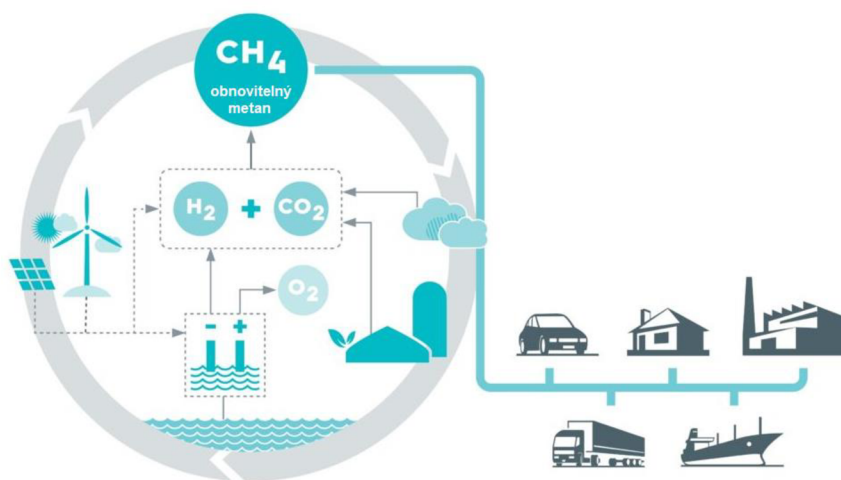 CH4
obnovitelný
metan
H2 + CO2
O2
- +